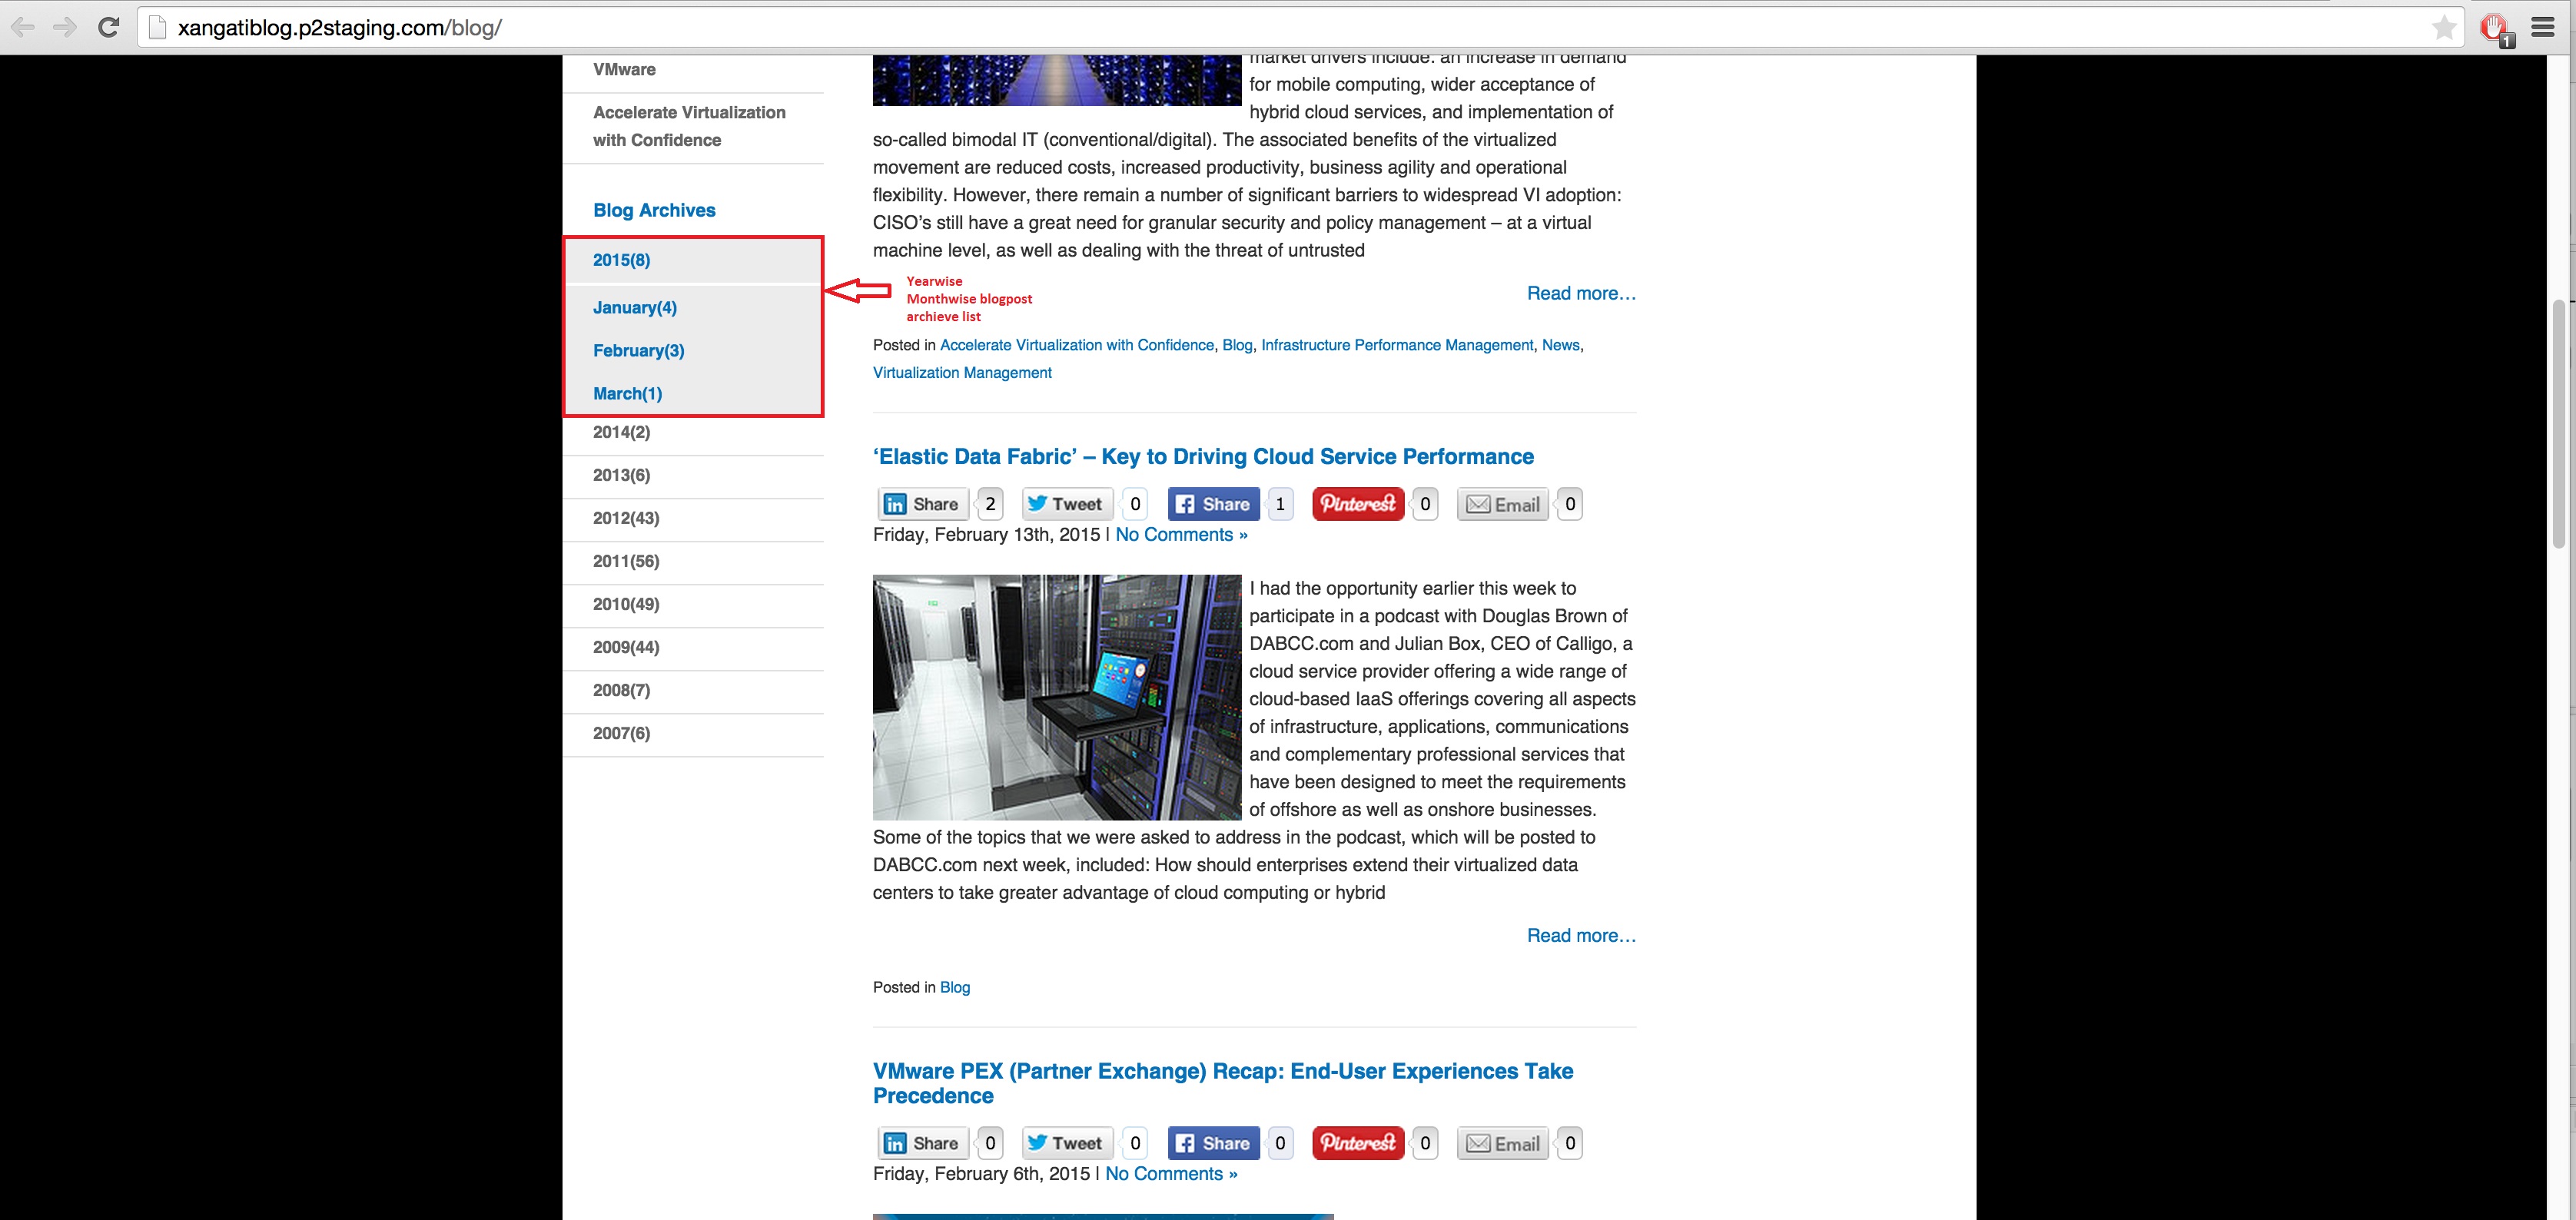 xangatiblog.p2staging.com/blog/
1
VMware
Accelerate Virtualization
with Confidence
Blog Archives
2015(8)
January(4)
February(3)
March(1)
2014(2)
2013(6)
2012(43)
2011(56)
2010(49)
2009(44)
2008(7)
2007(6)
Yearwise
Monthwise blogpost
archieve list
market drivers include: an increase in demand
for mobile computing, wider acceptance of
hybrid cloud services, and implementation of
so-called bimodal IT (conventional/digital). The associated benefits of the virtualized
movement are reduced costs, increased productivity, business agility and operational
flexibility. However, there remain a number of significant barriers to widespread VI adoption:
CISO’s still have a great need for granular security and policy management – at a virtual
machine level, as well as dealing with the threat of untrusted
Read more…
Posted in Accelerate Virtualization with Confidence, Blog, Infrastructure Performance Management, News,
Virtualization Management
‘Elastic Data Fabric’ – Key to Driving Cloud Service Performance
in Share 2 Tweet 0 f Share 1 Pinterest 0 Email 0
Friday, February 13th, 2015 | No Comments »
I had the opportunity earlier this week to
participate in a podcast with Douglas Brown of
DABCC.com and Julian Box, CEO of Calligo, a
cloud service provider offering a wide range of
cloud-based IaaS offerings covering all aspects
of infrastructure, applications, communications
and complementary professional services that
have been designed to meet the requirements
of offshore as well as onshore businesses.
Some of the topics that we were asked to address in the podcast, which will be posted to
DABCC.com next week, included: How should enterprises extend their virtualized data
centers to take greater advantage of cloud computing or hybrid
Read more…
Posted in Blog
VMware PEX (Partner Exchange) Recap: End-User Experiences Take
Precedence
in Share 0 Tweet 0 f Share 0 Pinterest 0 Email 0
Friday, February 6th, 2015 | No Comments »